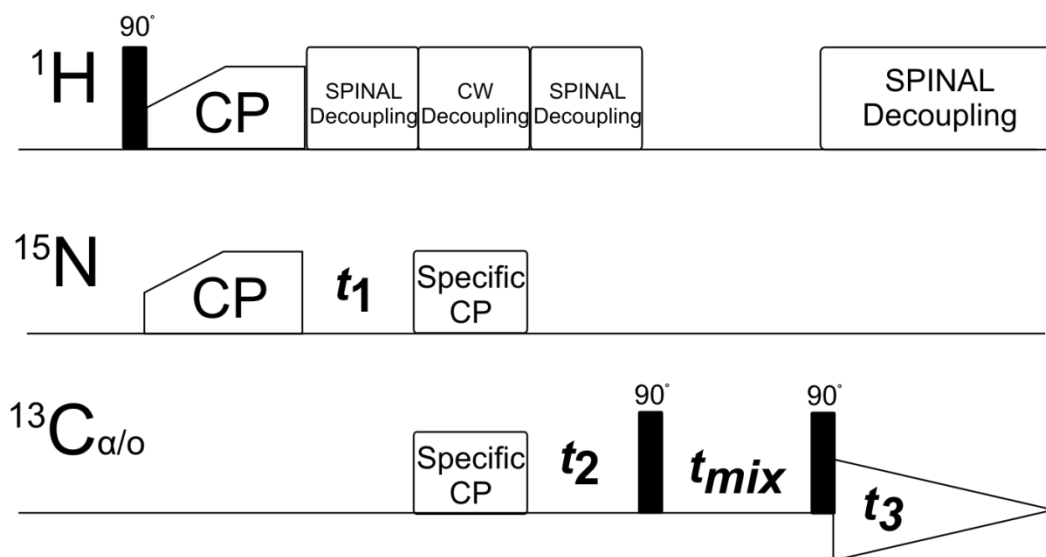 90°
¹H
CP
SPINAL
Decoupling
CW
Decoupling
SPINAL
Decoupling
SPINAL
Decoupling
¹⁵N
CP
t₁
Specific
CP
¹³Cα/o
Specific
CP
t₂
90°
tmix
90°
t₃